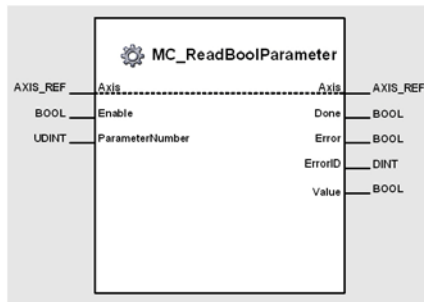 MC_ReadBoolParameter
AXIS_REF Axis Axis AXIS_REF
BOOL Enable Done BOOL
UDINT ParameterNumber Error BOOL
ErrorID DINT
Value BOOL